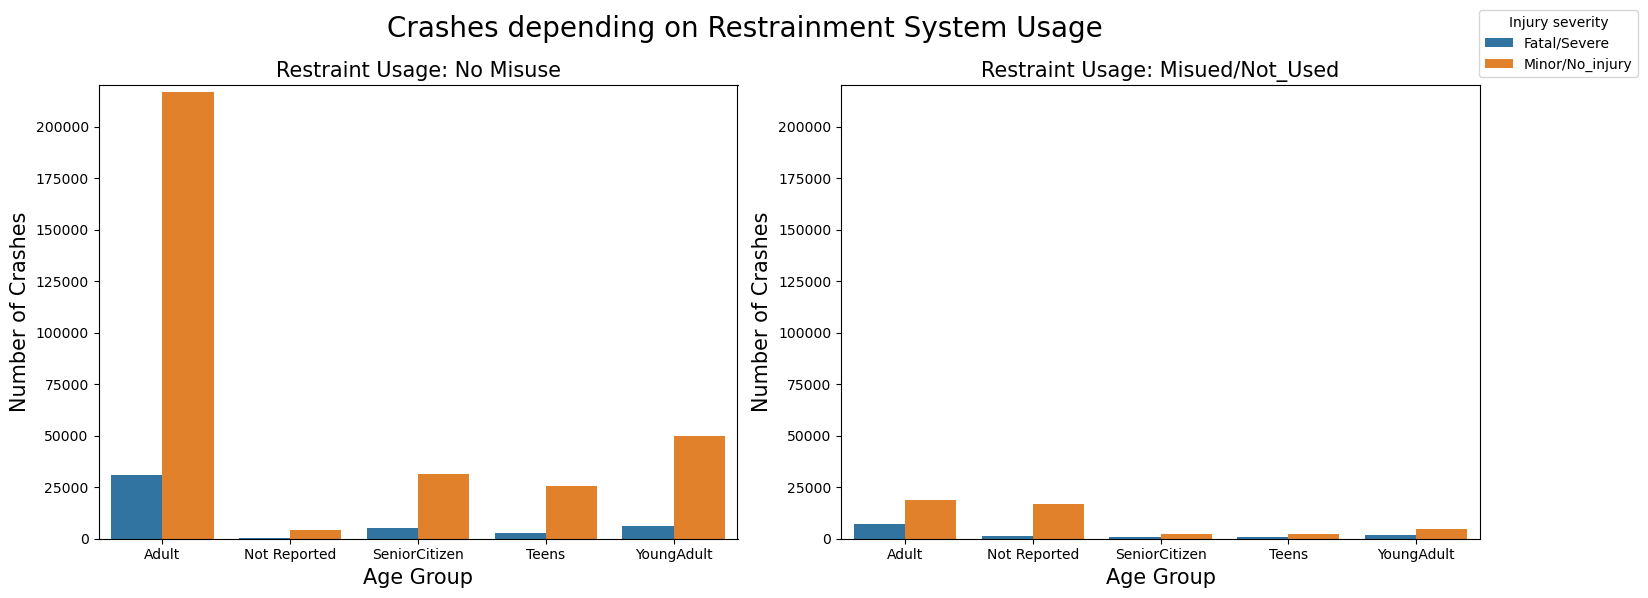 Crashes depending on Restrainment System Usage
Injury severity
Fatal/Severe
Minor/No_injury
Restraint Usage: No Misuse
Number of Crashes
200000
175000
150000
125000
100000
75000
50000
25000
0
Adult
Not Reported
SeniorCitizen
Teens
YoungAdult
Age Group
Restraint Usage: Misued/Not_Used
Number of Crashes
200000
175000
150000
125000
100000
75000
50000
25000
0
Adult
Not Reported
SeniorCitizen
Teens
YoungAdult
Age Group